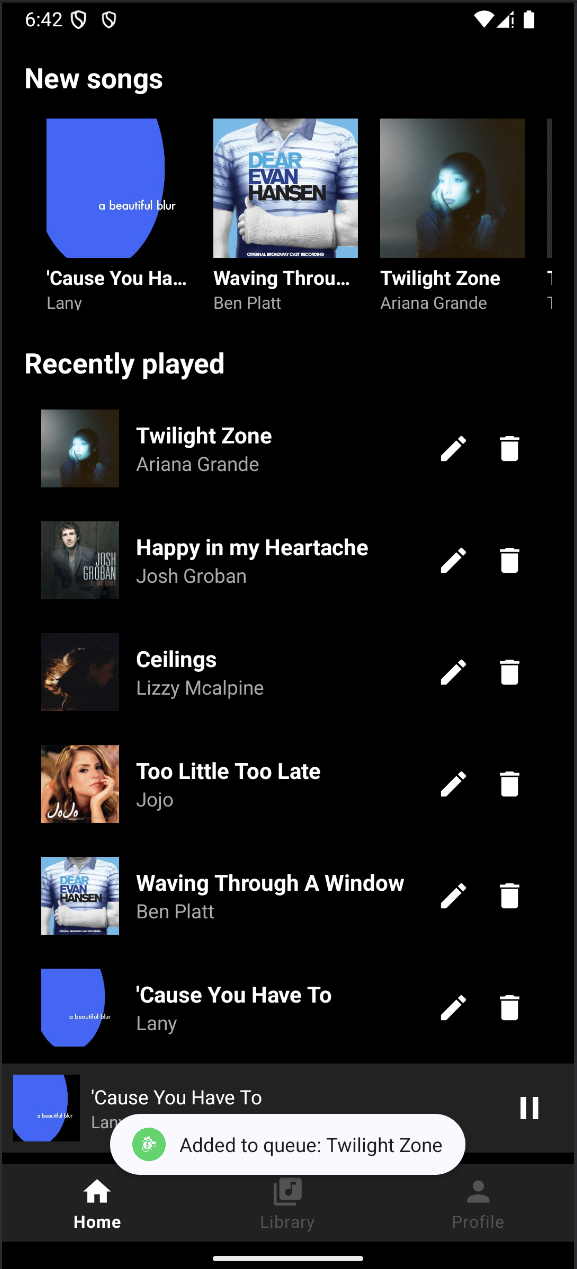 6:42
New songs
a beautiful blur
DEAR
EVAN
HANSEN
ORIGINAL BROADWAY CAST RECORDING
'Cause You Ha...
Lany
Waving Throu...
Ben Platt
Twilight Zone
Ariana Grande
Recently played
Twilight Zone
Ariana Grande
JOSH
GROBAN
Happy in my Heartache
Josh Groban
Ceilings
Lizzy Mcalpine
JoJo
Too Little Too Late
Jojo
DEAR
EVAN
HANSEN
Waving Through A Window
Ben Platt
a beautiful blur
'Cause You Have To
Lany
a beautiful blur
'Cause You Have To
Added to queue: Twilight Zone
Home
Library
Profile